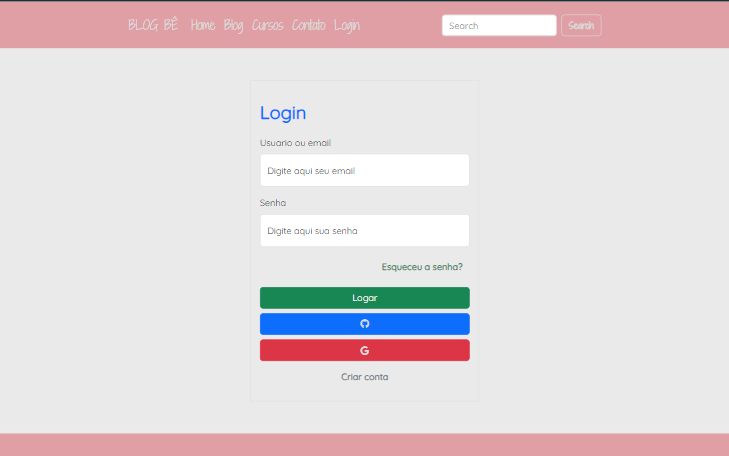 BLOG BÊ Home Blog Cursos Contato Login Search Search
Login
Usuario ou email
Digite aqui seu email
Senha
Digite aqui sua senha
Esqueceu a senha?
Logar
Criar conta